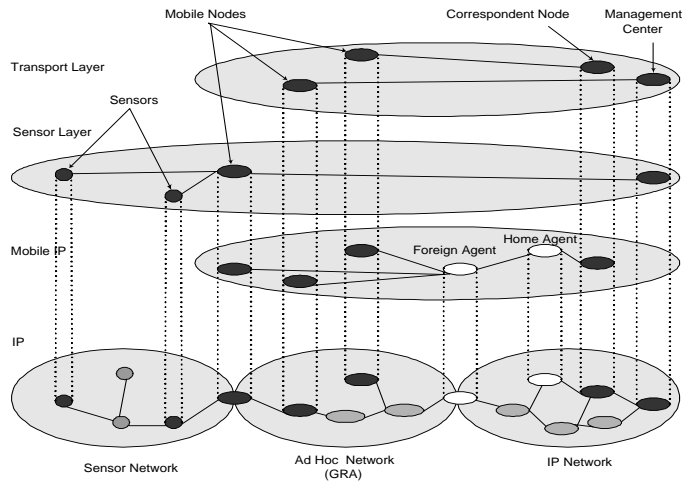 Mobile Nodes
Correspondent Node
Management
Center
Transport Layer
Sensors
Sensor Layer
Mobile IP
Foreign Agent
Home Agent
IP
Sensor Network
Ad Hoc Network
(GRA)
IP Network